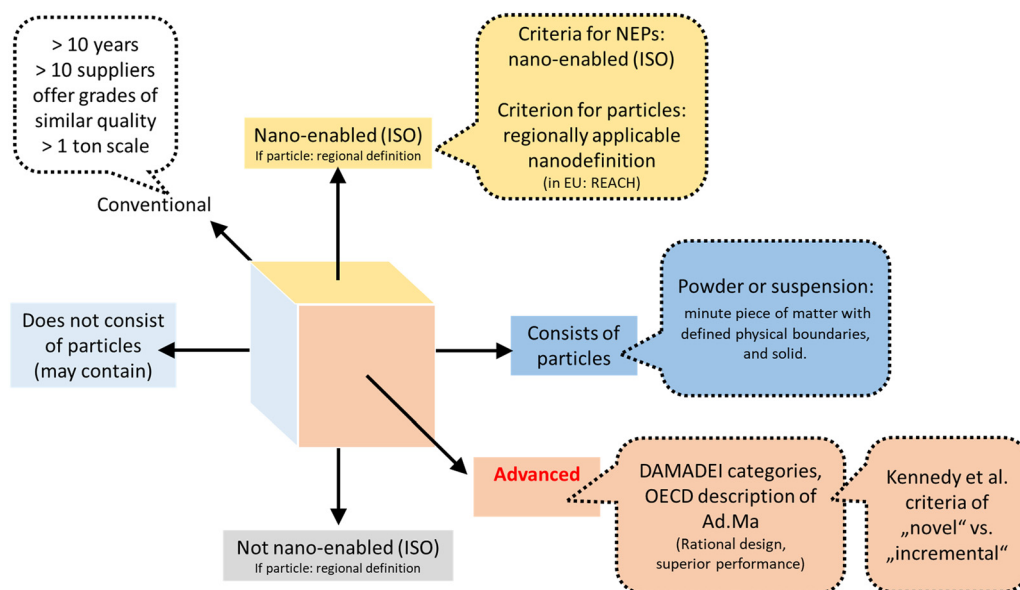 > 10 years
> 10 suppliers
offer grades of
similar quality
> 1 ton scale
Conventional
Nano-enabled (ISO)
If particle: regional definition
Criteria for NEPs:
nano-enabled (ISO)
Criterion for particles:
regionally applicable
nanodefinition
(in EU: REACH)
Does not consist
of particles
(may contain)
Consists of
particles
Powder or suspension:
minute piece of matter with
defined physical boundaries,
and solid.
Advanced
DAMADEI categories,
OECD description of
Ad.Ma
(Rational design,
superior performance)
Kennedy et al.
criteria of
„novel“ vs.
„incremental“
Not nano-enabled (ISO)
If particle: regional definition